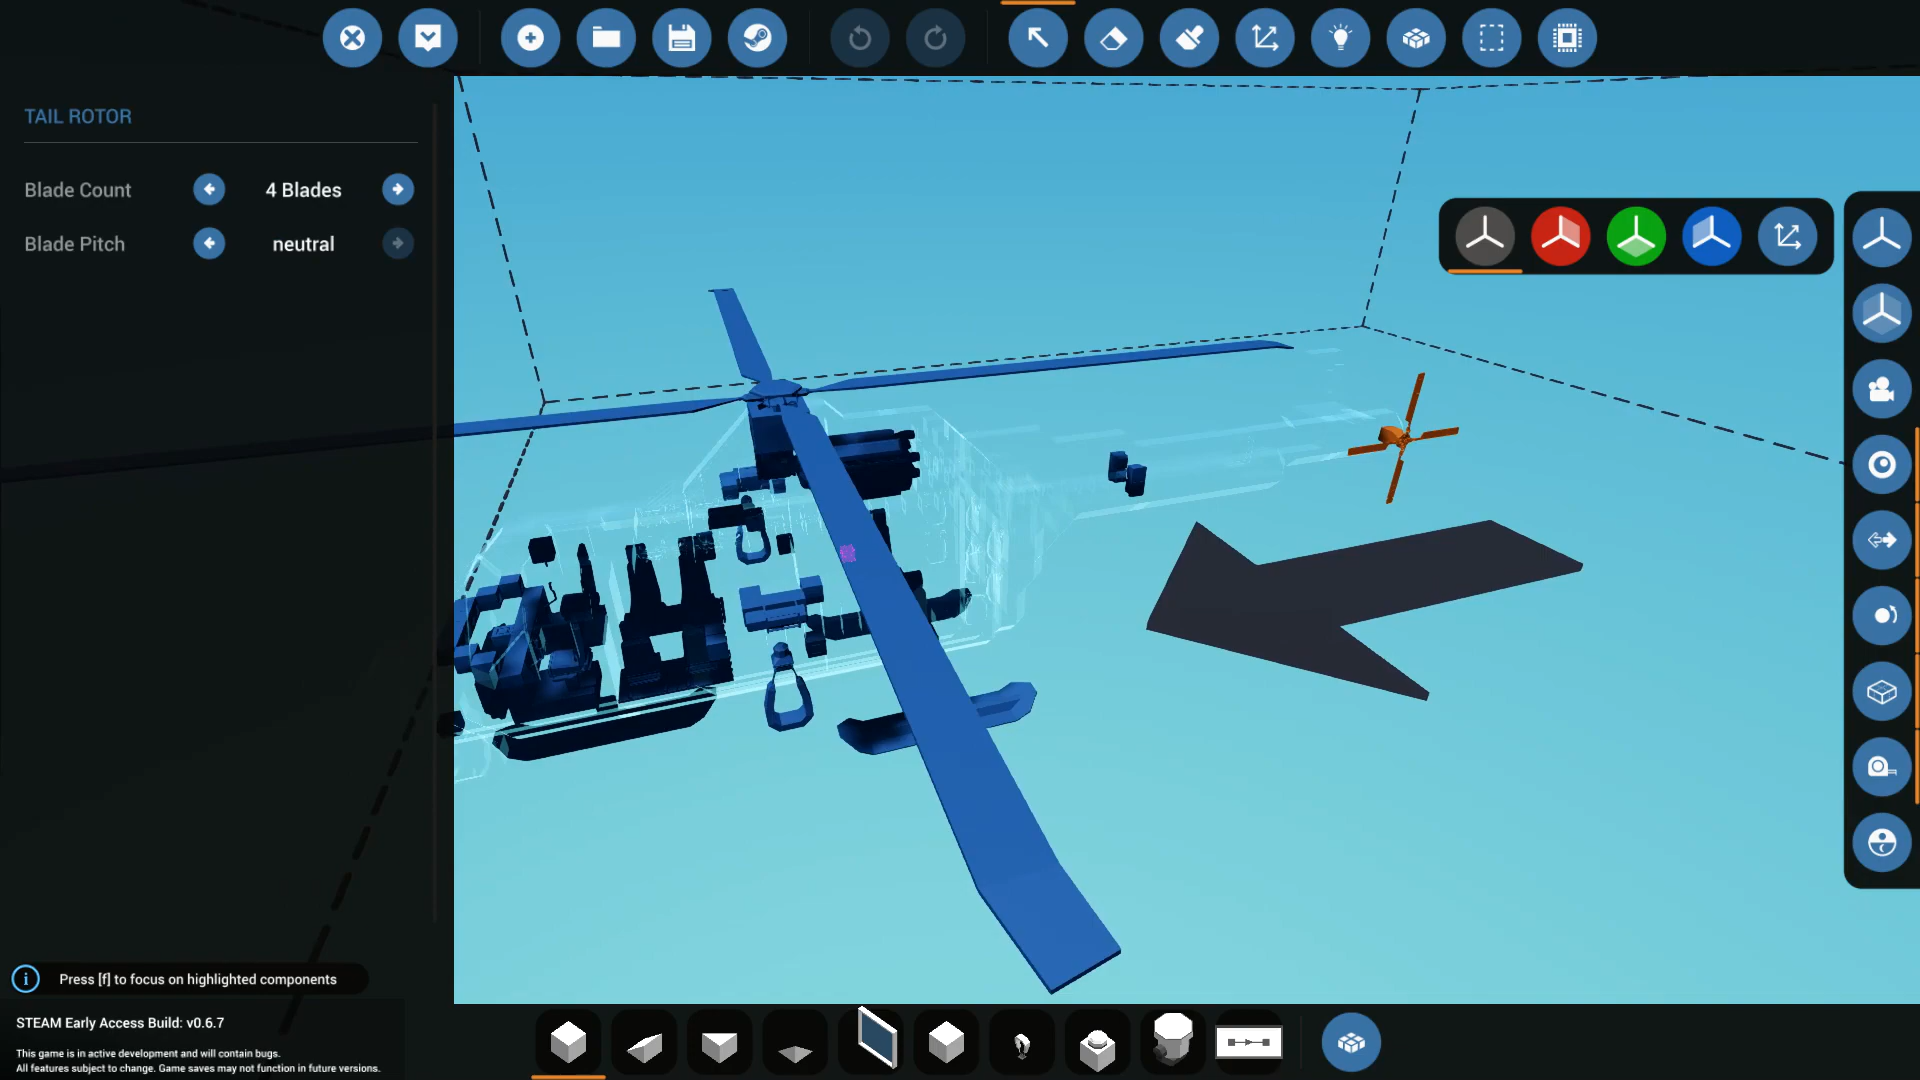 TAIL ROTOR
Blade Count 4 Blades
Blade Pitch neutral
Press [f] to focus on highlighted components
STEAM Early Access Build: v0.6.7
This game is in active development and will contain bugs.
All features subject to change. Game saves may not function in future versions.